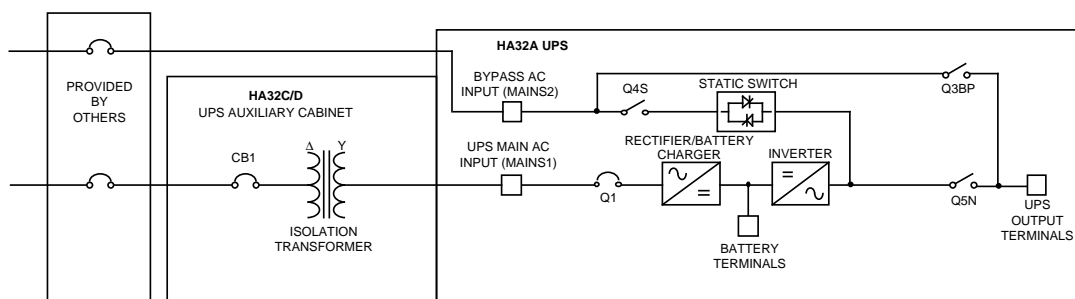 HA32A UPS
PROVIDED
BY
OTHERS
HA32C/D
UPS AUXILIARY CABINET
BYPASS AC
INPUT (MAINS2)
Q4S
STATIC SWITCH
Q3BP
CB1
Δ Y
ISOLATION
TRANSFORMER
UPS MAIN AC
INPUT (MAINS1)
Q1
RECTIFIER/BATTERY
CHARGER
INVERTER
BATTERY
TERMINALS
Q5N
UPS
OUTPUT
TERMINALS